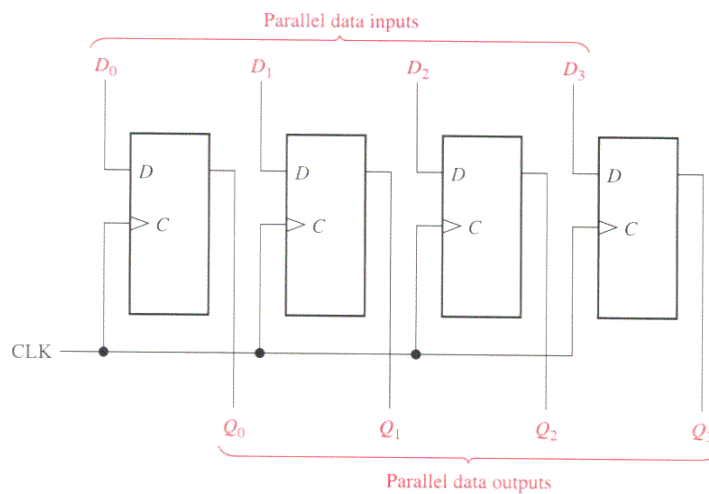 Parallel data inputs
D₀ D₁ D₂ D₃
D D D D
C C C C
CLK
Q₀ Q₁ Q₂
Parallel data outputs